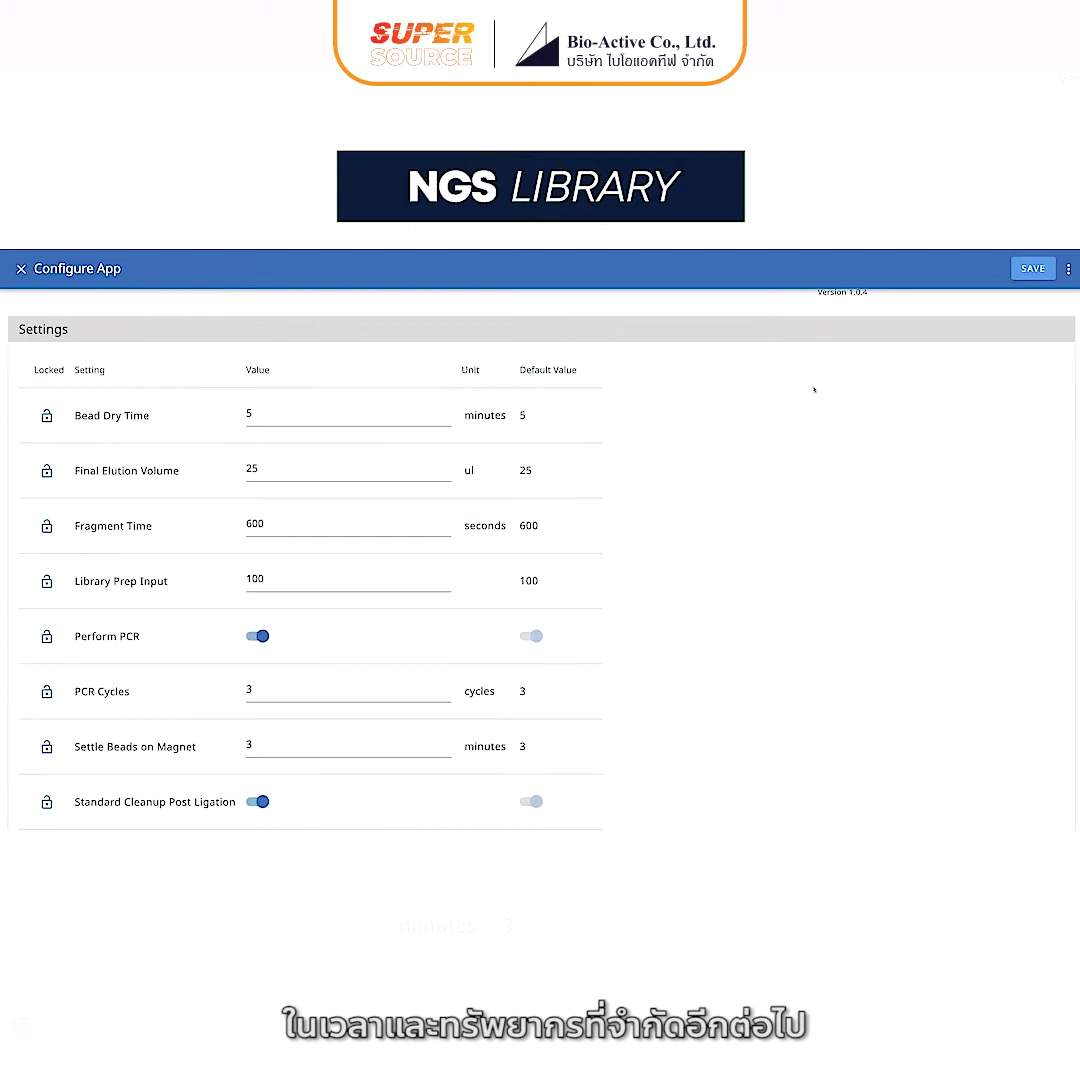 SUPER
SOURCE
Bio-Active Co., Ltd.
บริษัท ไบโอแอคทีฟ จำกัด
NGS LIBRARY
Configure App
SAVE
Version 1.0.4
Settings
Locked Setting Value Unit Default Value
Bead Dry Time 5 minutes 5
Final Elution Volume 25 ul 25
Fragment Time 600 seconds 600
Library Prep Input 100 100
Perform PCR
PCR Cycles 3 cycles 3
Settle Beads on Magnet 3 minutes 3
Standard Cleanup Post Ligation
minutes 3
ในเวลาและทรัพยากรที่จำกัดอีกต่อไป